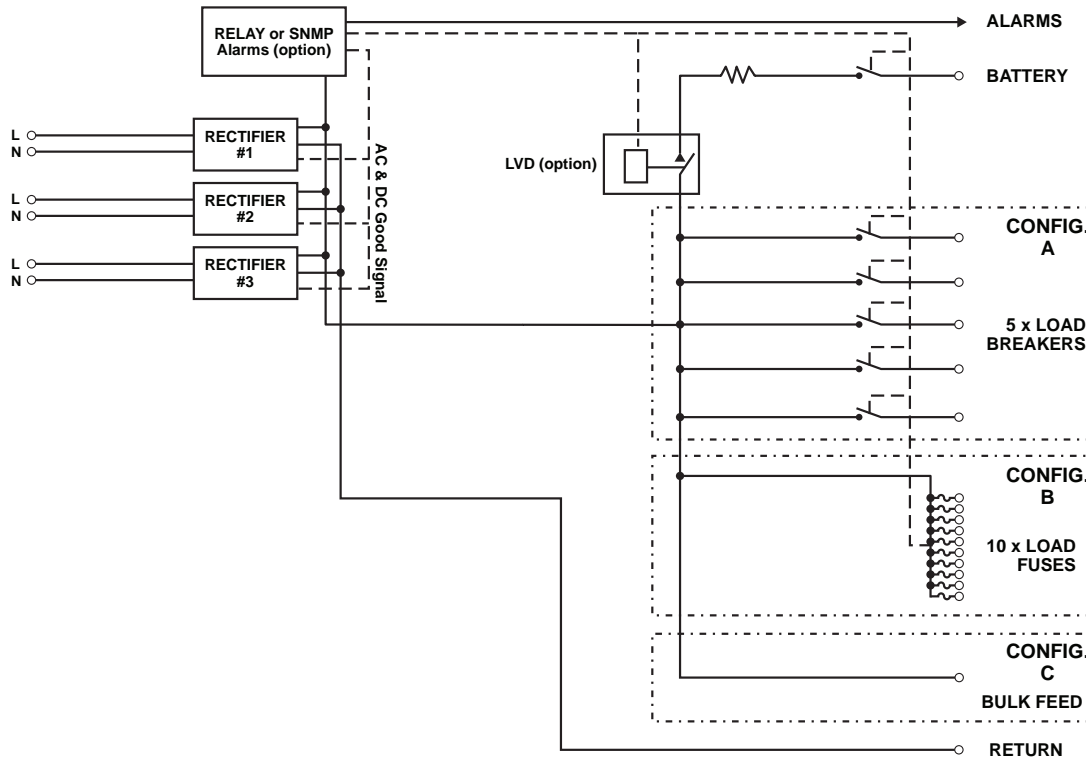 RELAY or SNMP
Alarms (option)
ALARMS
BATTERY
L
N
RECTIFIER
#1
AC & DC Good Signal
LVD (option)
L
N
RECTIFIER
#2
L
N
RECTIFIER
#3
CONFIG.
A
5 x LOAD
BREAKERS
CONFIG.
B
10 x LOAD
FUSES
CONFIG.
C
BULK FEED
RETURN